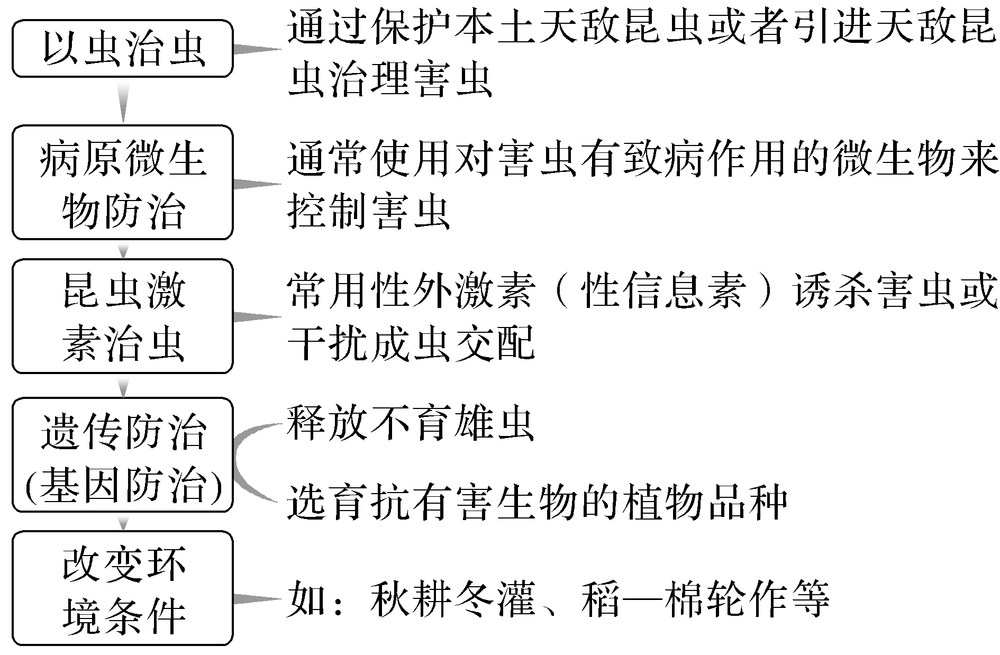 以虫治虫
通过保护本土天敌昆虫或者引进天敌昆
虫治理害虫
病原微生
物防治
通常使用对害虫有致病作用的微生物来
控制害虫
昆虫激
素治虫
常用性外激素（性信息素）诱杀害虫或
干扰成虫交配
遗传防治
(基因防治)
释放不育雄虫
选育抗有害生物的植物品种
改变环
境条件
如：秋耕冬灌、稻—棉轮作等